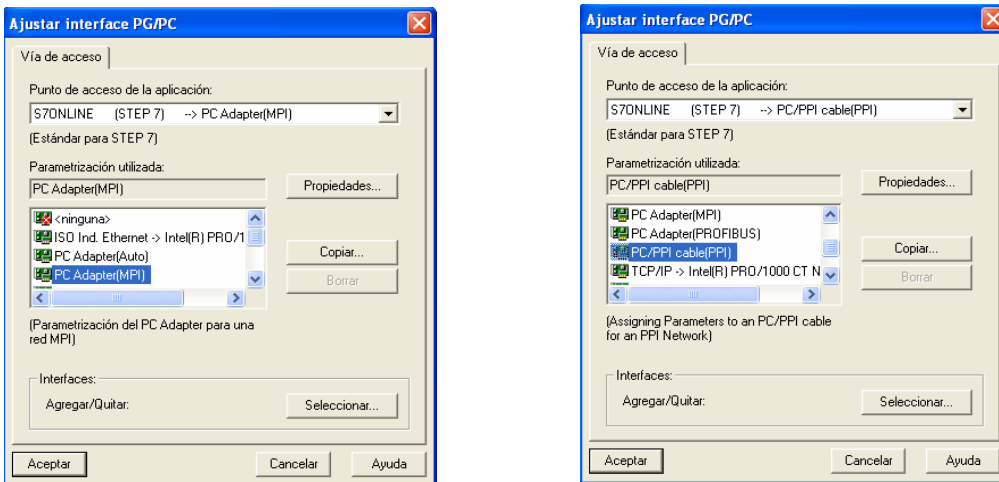 Ajustar interface PG/PC
Vía de acceso
Punto de acceso de la aplicación:
S7ONLINE (STEP 7) --> PC Adapter(MPI)
(Estándar para STEP 7)
Parametrización utilizada:
PC Adapter(MPI)
Propiedades...
<ninguna>
ISO Ind. Ethernet -> Intel(R) PRO/1
PC Adapter(Auto)
PC Adapter(MPI)
Copiar...
Borrar
(Parametrización del PC Adapter para una
red MPI)
Interfaces:
Agregar/Quitar:
Seleccionar...
Aceptar
Cancelar
Ayuda
Ajustar interface PG/PC
Vía de acceso
Punto de acceso de la aplicación:
S7ONLINE (STEP 7) --> PC/PPI cable(PPI)
(Estándar para STEP 7)
Parametrización utilizada:
PC/PPI cable(PPI)
Propiedades...
PC Adapter(MPI)
PC Adapter(PROFIBUS)
PC/PPI cable(PPI)
TCP/IP -> Intel(R) PRO/1000 CT N
Copiar...
Borrar
(Assigning Parameters to an PC/PPI cable
for an PPI Network)
Interfaces:
Agregar/Quitar:
Seleccionar...
Aceptar
Cancelar
Ayuda